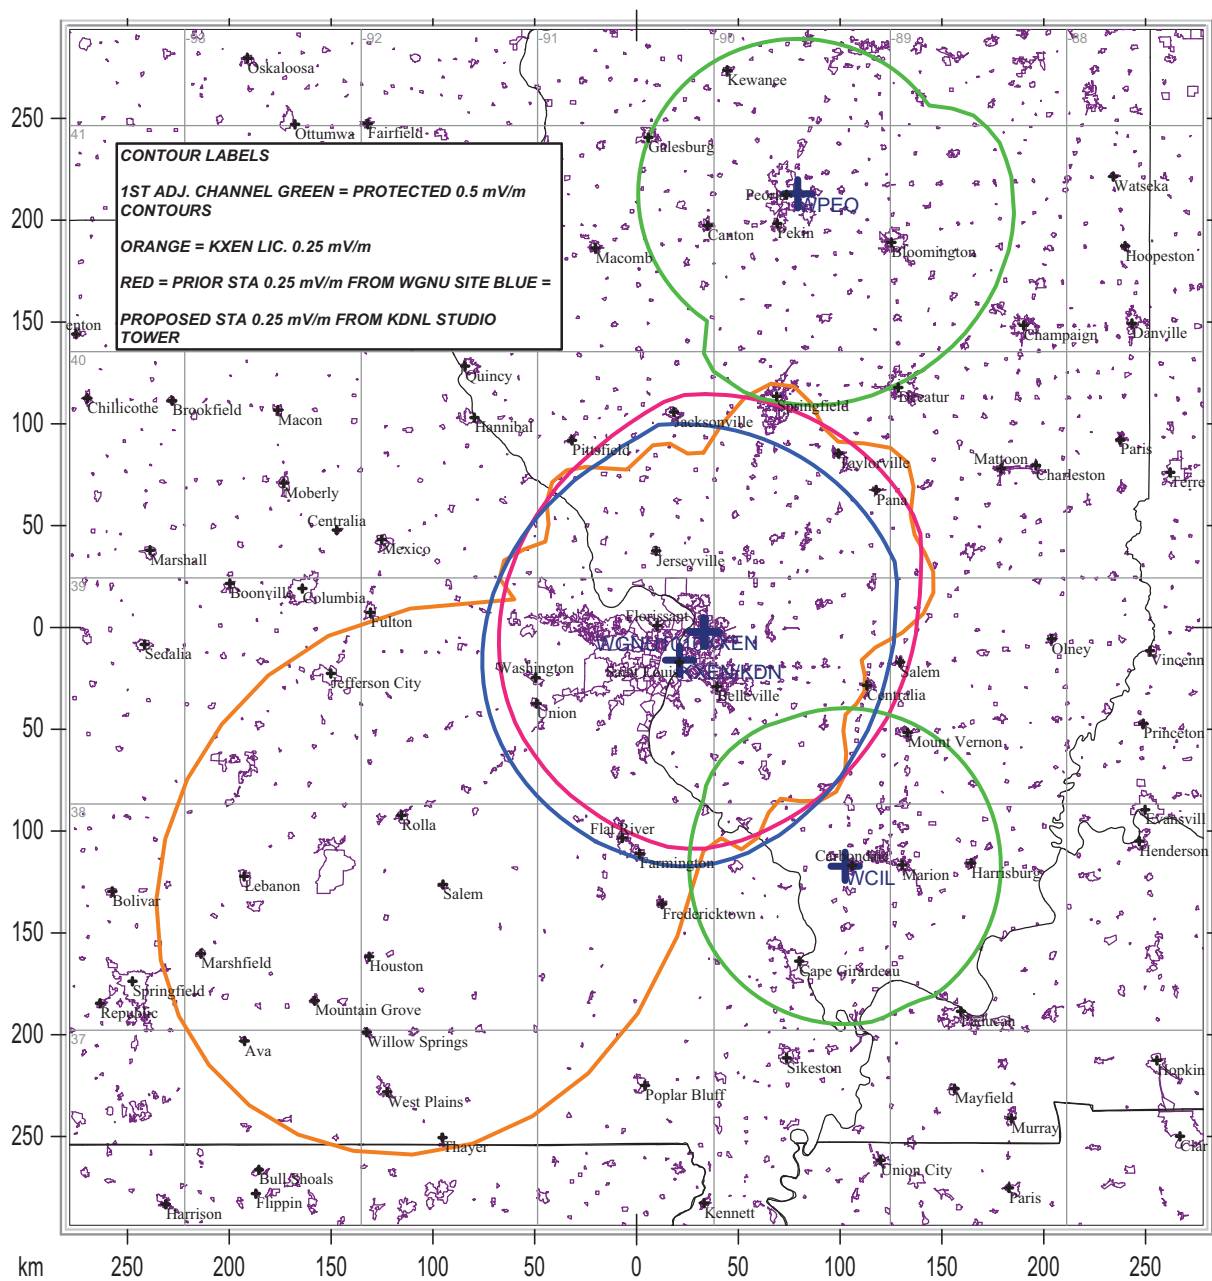 -93
-92
-91
-90
-89
-88
Oskaloosa
Kewanee
250
41
Ottumwa
Fairfield
Galesburg
CONTOUR LABELS
1ST ADJ. CHANNEL GREEN = PROTECTED 0.5 mV/m
CONTOURS
ORANGE = KXEN LIC. 0.25 mV/m
RED = PRIOR STA 0.25 mV/m FROM WGNU SITE BLUE =
PROPOSED STA 0.25 mV/m FROM KDNL STUDIO
TOWER
Watseka
WPEO
200
Canton
Pekin
Macomb
Bloomington
Hoopeston
150
enton
Champaign
Danville
40
Quincy
Chillicothe
Brookfield
Macon
Springfield
Decatur
100
Hannibal
Jacksonville
Pittsfield
Taylorville
Mattoon
Charleston
Paris
Terre
Moberly
Pana
50
Centralia
Mexico
Marshall
Jerseyville
39
Boonville
Columbia
Fulton
Florissant
0
Sedalia
Olney
Vincenn
Washington
KXEN/KDN
Salem
Jefferson City
Belleville
Centralia
Union
50
Mount Vernon
Princeton
38
Rolla
Flat River
Evansvill
100
Farmington
Henderson
Carbondale
WCIL
Marion
Harrisburg
Lebanon
Salem
Bolivar
Fredericktown
150
Marshfield
Houston
Cape Girardeau
Springfield
Republic
Mountain Grove
Paducah
200
37
Ava
Willow Springs
Sikeston
Hopkin
West Plains
Poplar Bluff
Mayfield
Murray
250
Thayer
Clar
Bull Shoals
Union City
Flippin
Paris
Harrison
Kennett
km 250 200 150 100 50 0 50 100 150 200 250